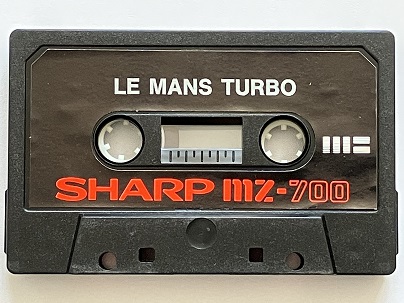 LE MANS TURBO
SHARP MZ-700